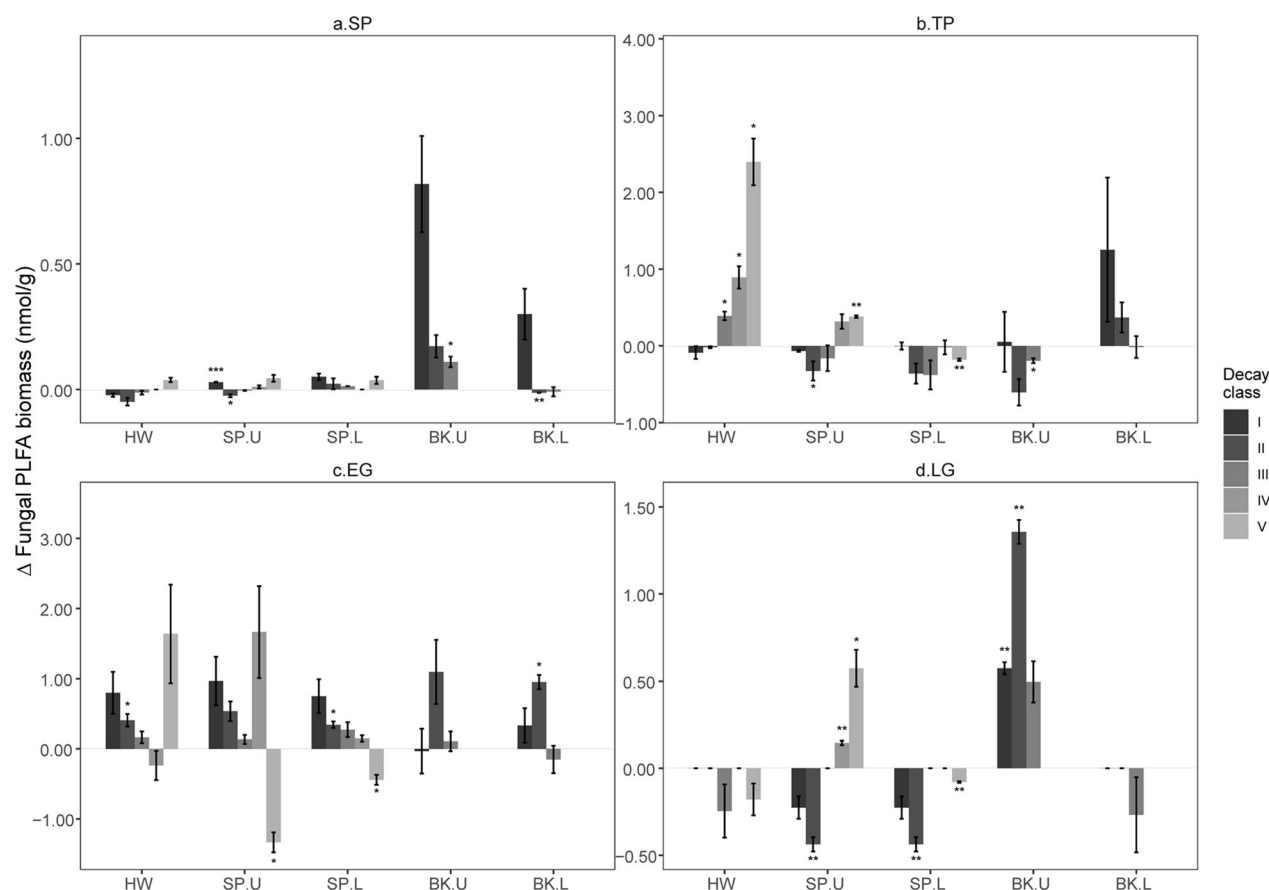 a.SP
b.TP
Δ Fungal PLFA biomass (nmol/g)
1.00
0.50
0.00
***
*
*
**
HW SP.U SP.L BK.U BK.L
4.00
3.00
2.00
1.00
0.00
−1.00
*
*
*
*
**
**
*
HW SP.U SP.L BK.U BK.L
c.EG
d.LG
3.00
2.00
1.00
0.00
−1.00
*
*
*
*
*
HW SP.U SP.L BK.U BK.L
1.50
1.00
0.50
0.00
−0.50
**
**
*
**
**
**
**
HW SP.U SP.L BK.U BK.L
Decay
class
I
II
III
IV
V